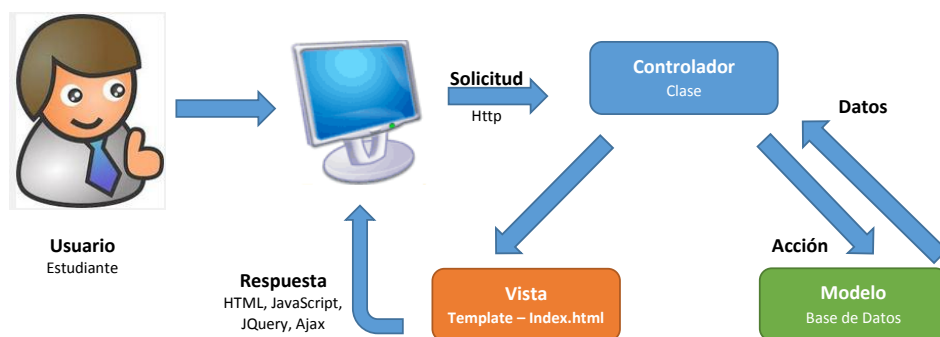 Solicitud
Http
Controlador
Clase
Datos
Usuario
Estudiante
Acción
Respuesta
HTML, JavaScript,
JQuery, Ajax
Vista
Template – Index.html
Modelo
Base de Datos